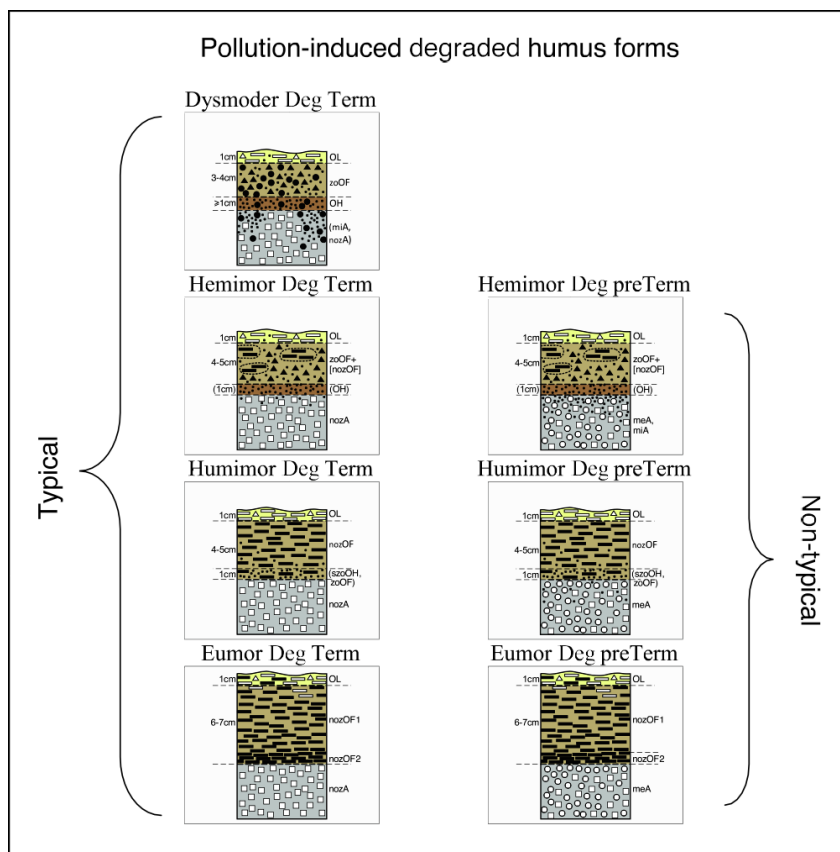 Pollution-induced degraded humus forms
Typical
Dysmoder Deg Term
1cm OL
3-4cm zoOF
⩾1cm OH
(miA,
nozA)
Hemimor Deg Term
1cm OL
4-5cm zoOF+
[nozOF]
(1cm) (OH)
nozA
Hemimor Deg preTerm
1cm OL
4-5cm zoOF+
[nozOF]
(1cm) (OH)
meA,
miA
Humimor Deg Term
1cm OL
4-5cm nozOF
1cm (szoOH,
zoOF)
nozA
Humimor Deg preTerm
1cm OL
4-5cm nozOF
1cm (szoOH,
zoOF)
meA
Eumor Deg Term
1cm OL
6-7cm nozOF1
nozOF2
nozA
Eumor Deg preTerm
1cm OL
6-7cm nozOF1
nozOF2
meA
Non-typical